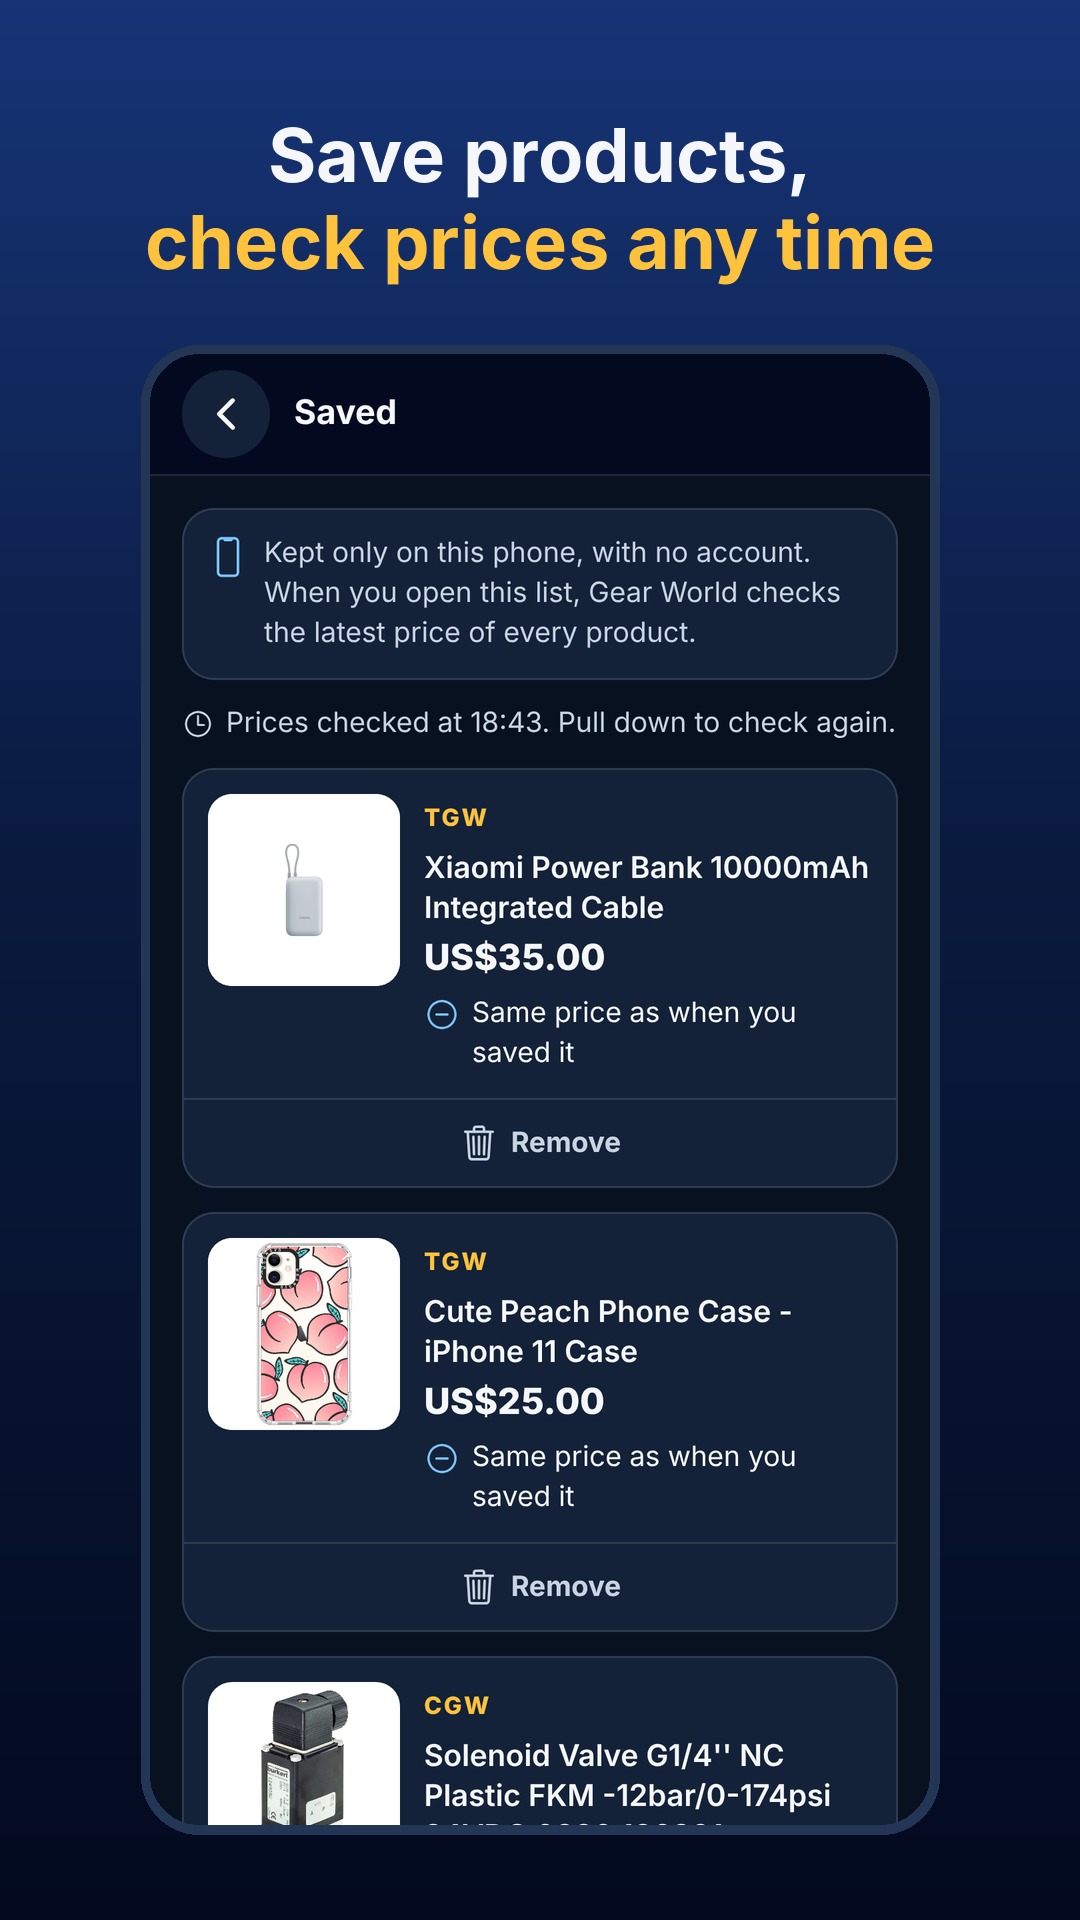 Save products,
check prices any time
Saved
Kept only on this phone, with no account.
When you open this list, Gear World checks
the latest price of every product.
Prices checked at 18:43. Pull down to check again.
TGW
Xiaomi Power Bank 10000mAh
Integrated Cable
US$35.00
Same price as when you
saved it
Remove
TGW
Cute Peach Phone Case -
iPhone 11 Case
US$25.00
Same price as when you
saved it
Remove
CGW
burkert
Solenoid Valve G1/4'' NC
Plastic FKM -12bar/0-174psi